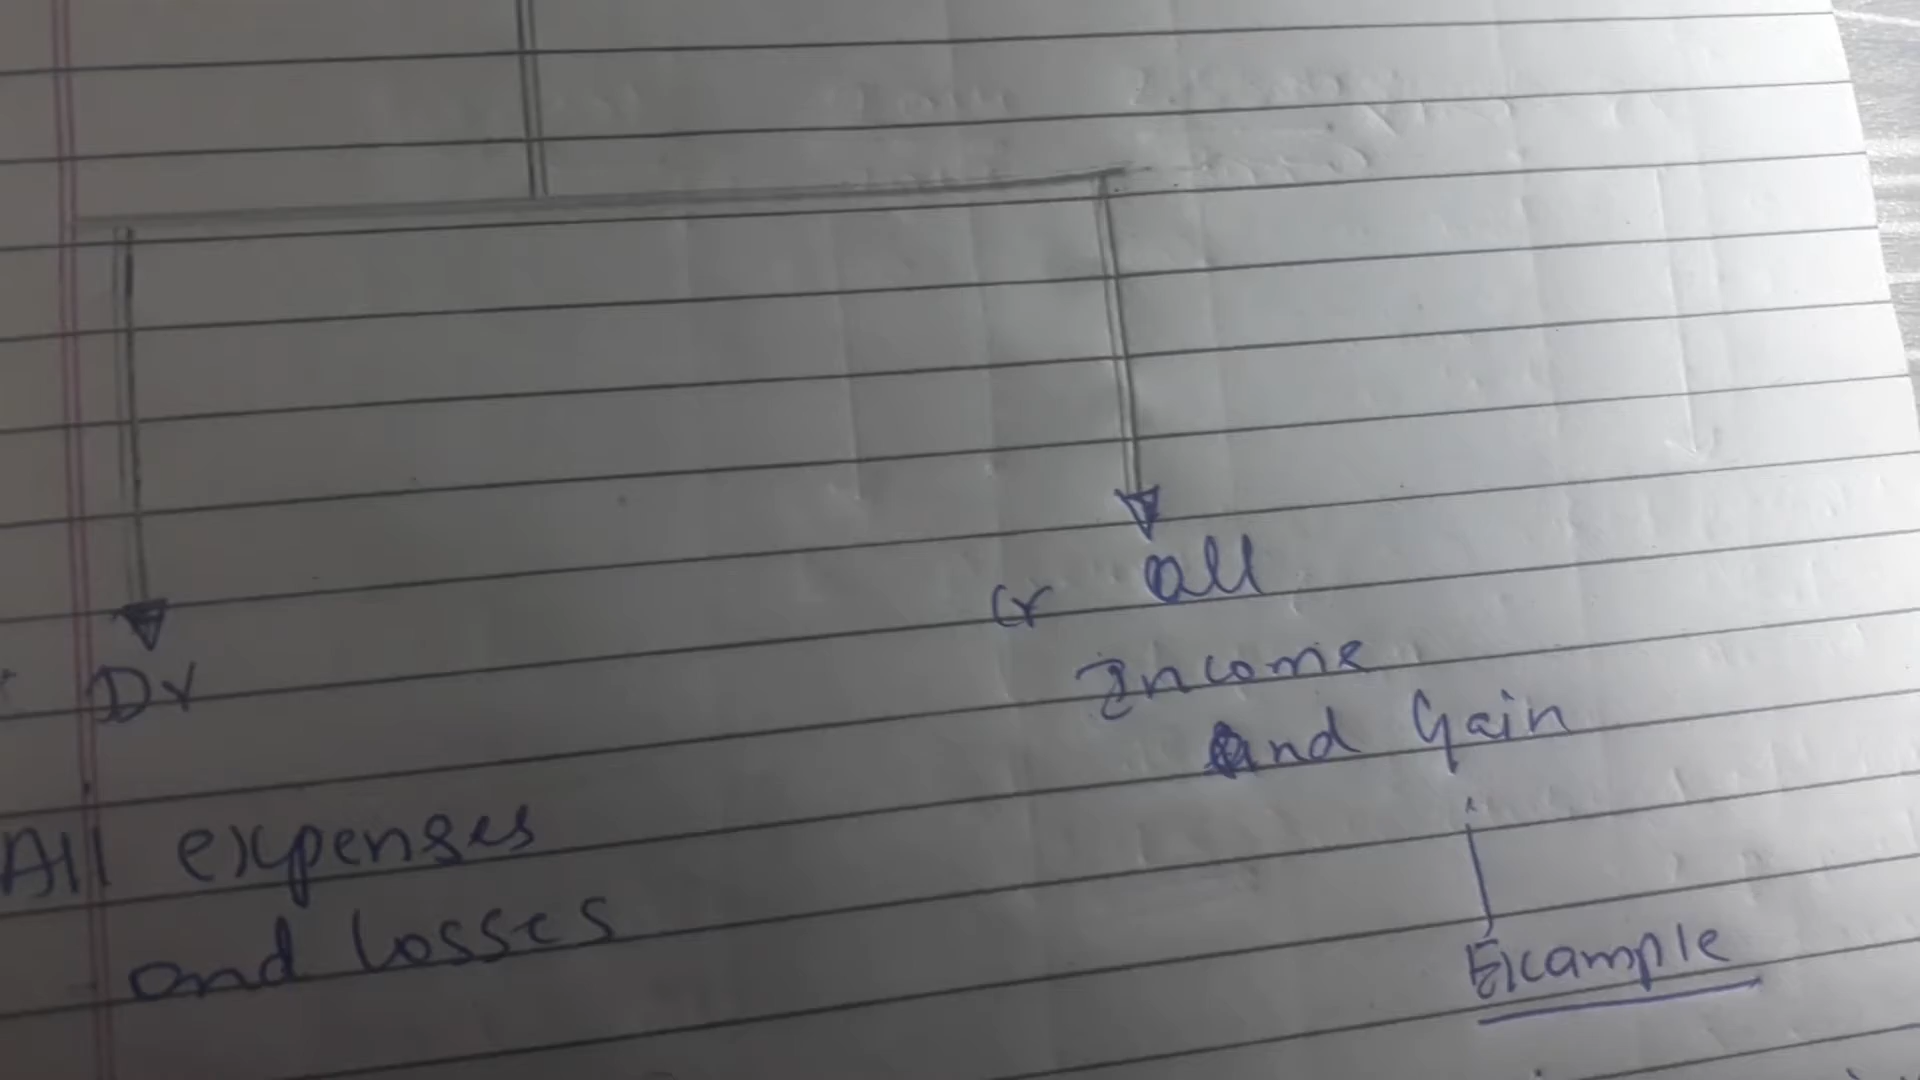 Dr
All expenses
and losses
Cr all
Income
and Gain
Example